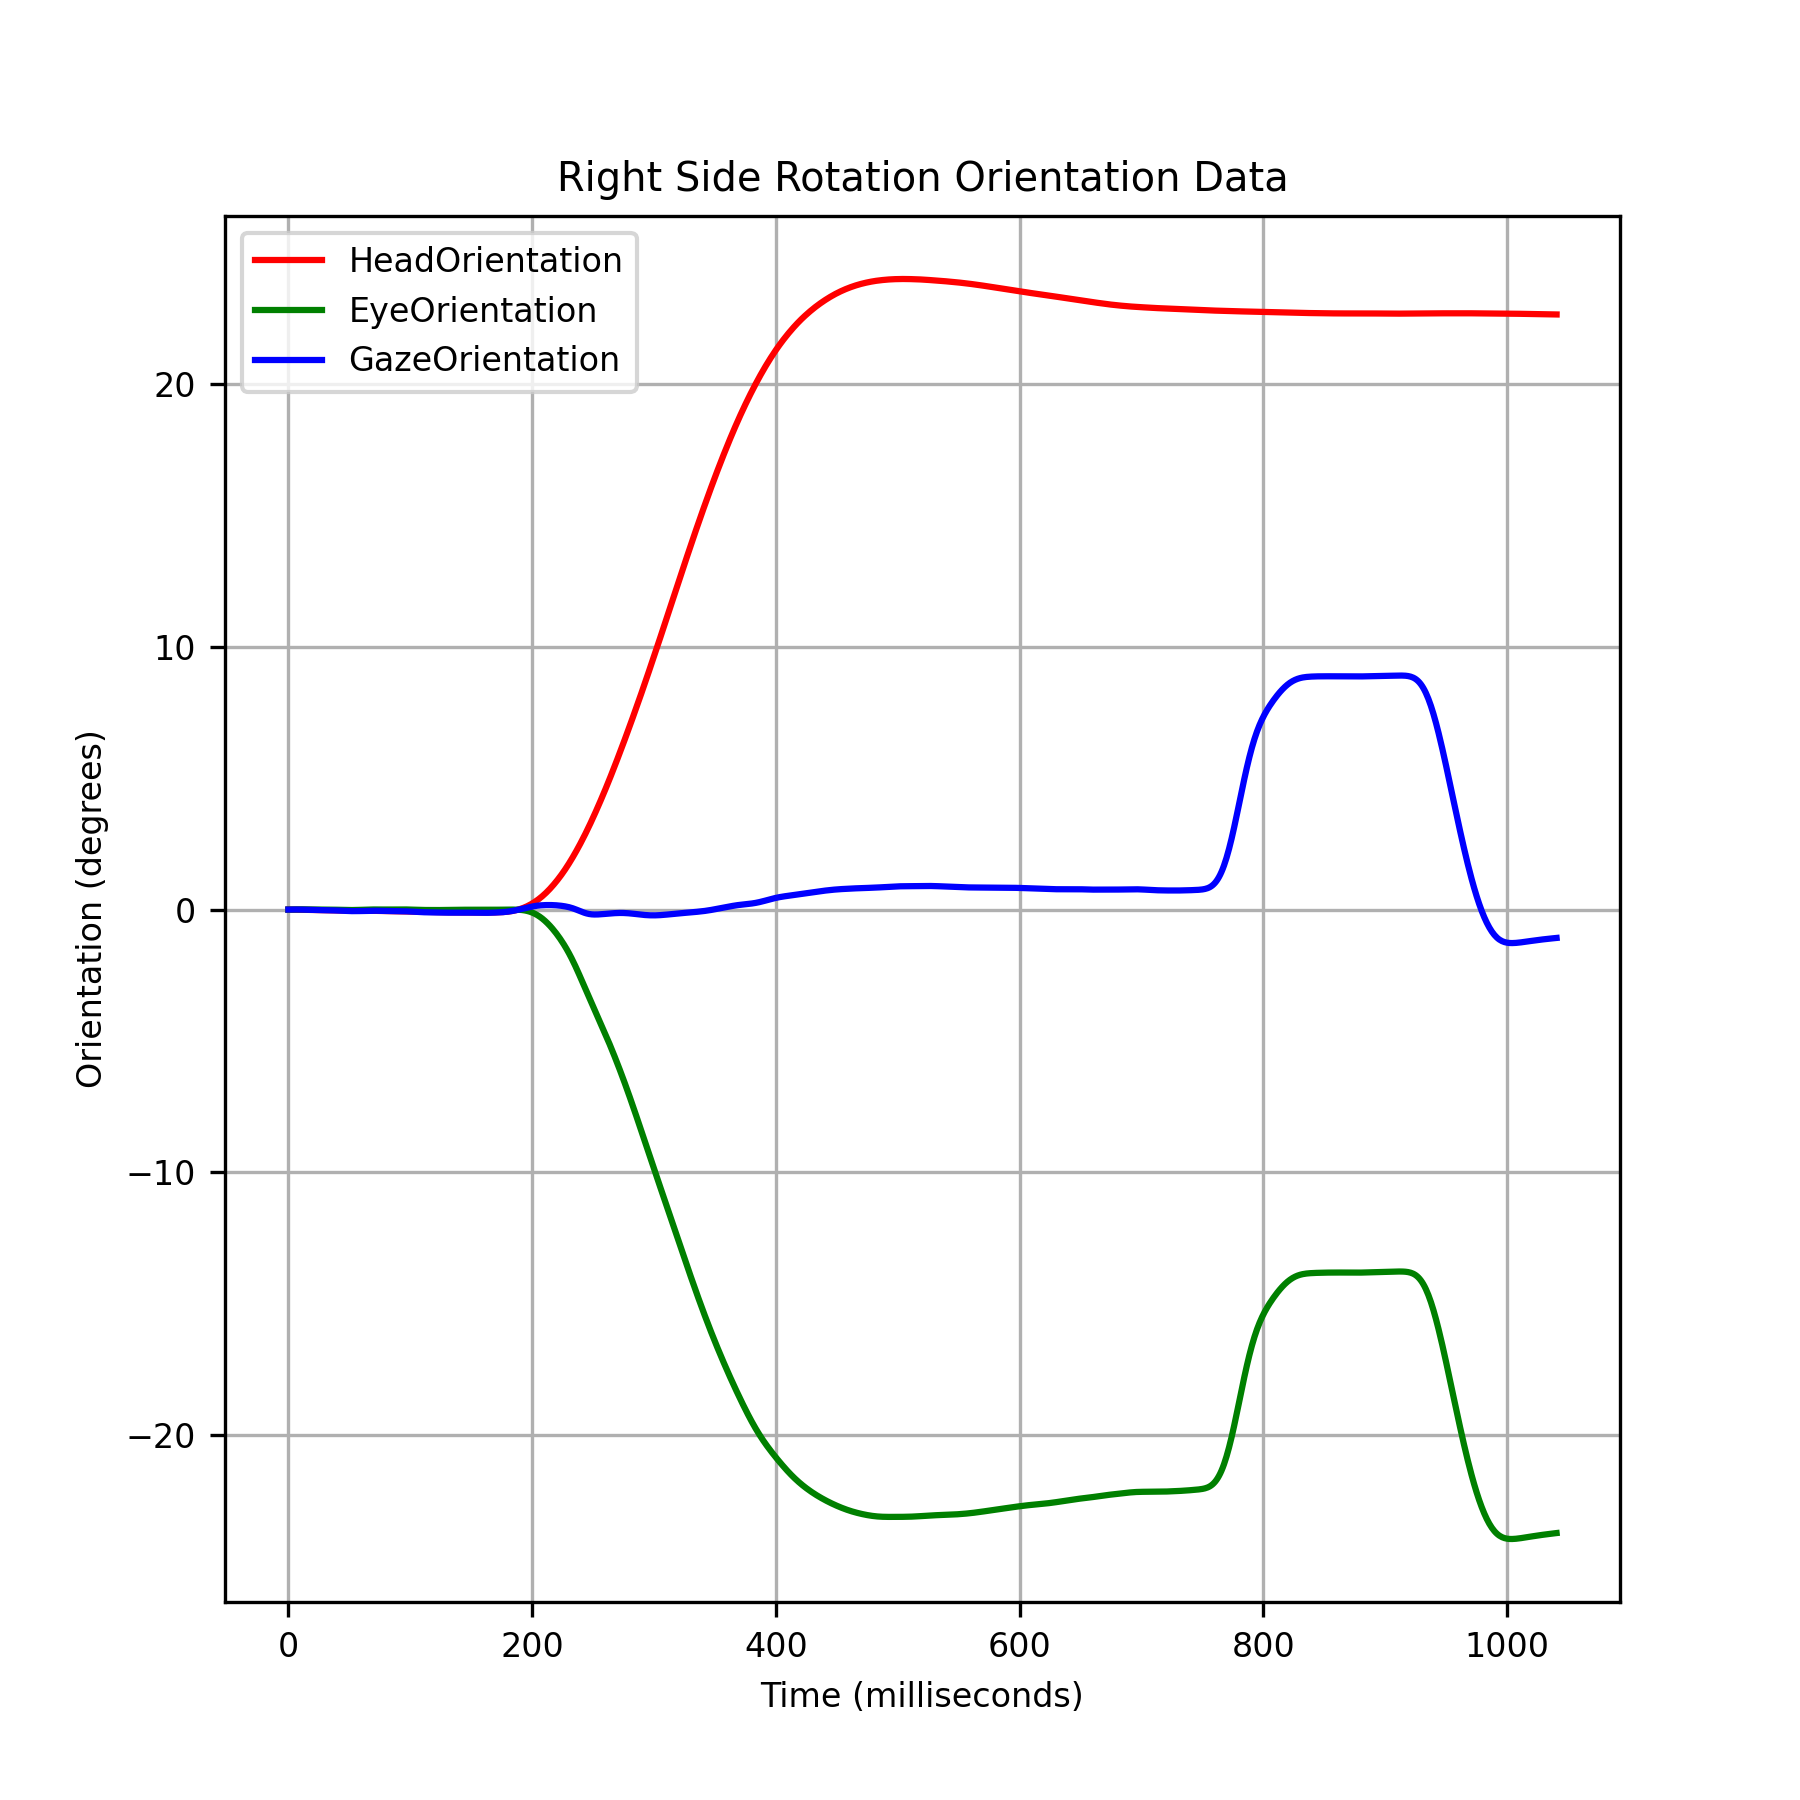 Right Side Rotation Orientation Data
HeadOrientation
EyeOrientation
GazeOrientation
20
10
0
−10
−20
Orientation (degrees)
0 200 400 600 800 1000
Time (milliseconds)